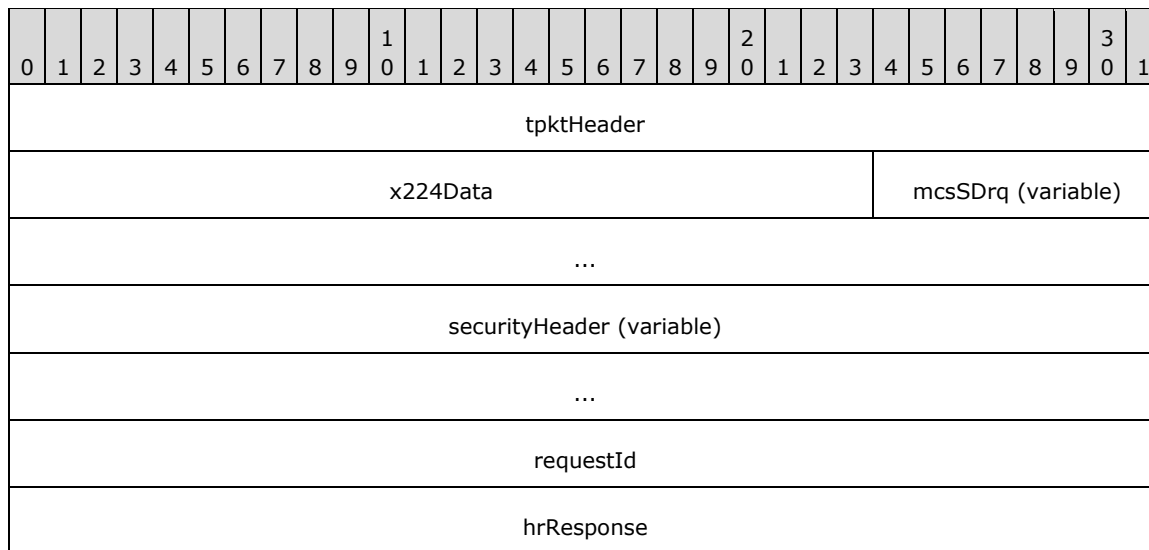 1 2 3
0 1 2 3 4 5 6 7 8 9 0 1 2 3 4 5 6 7 8 9 0 1 2 3 4 5 6 7 8 9 0 1
tpktHeader
x224Data mcsSDrq (variable)
...
securityHeader (variable)
...
requestId
hrResponse